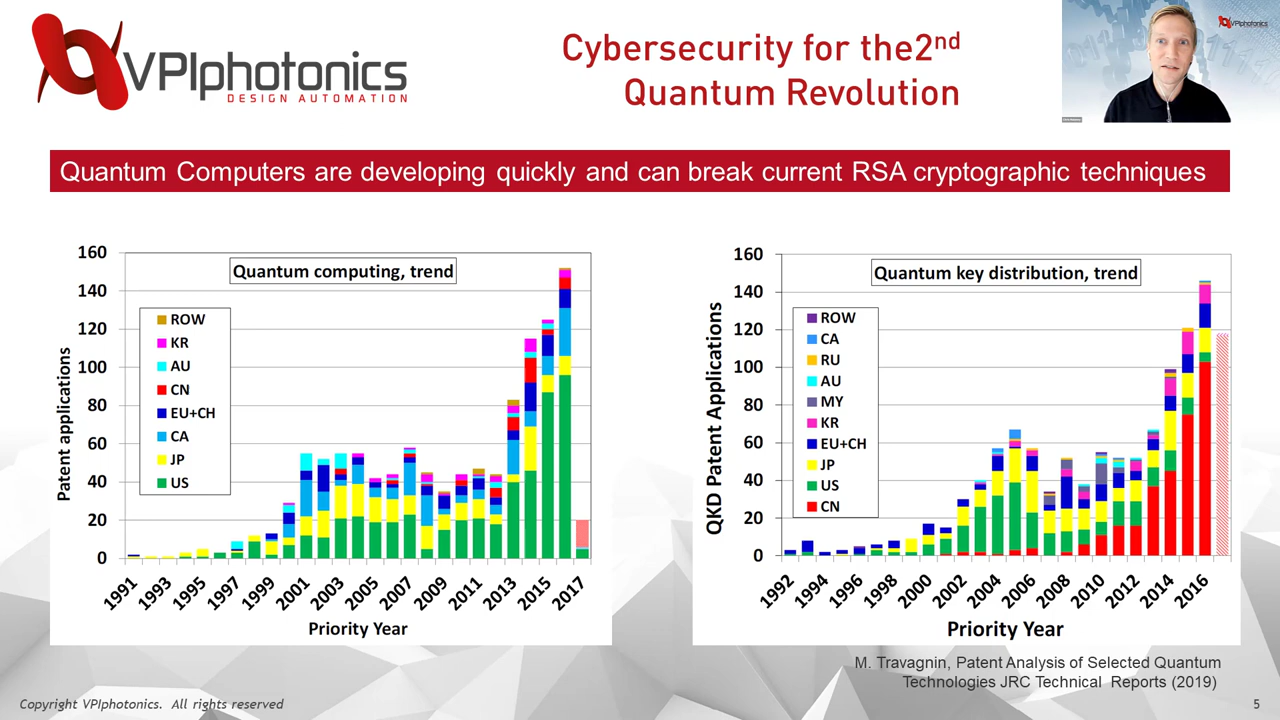 VPIphotonics
DESIGN AUTOMATION
Cybersecurity for the2nd
Quantum Revolution
VPIphotonics
Quantum Computers are developing quickly and can break current RSA cryptographic techniques
Quantum computing, trend
Patent applications
160
140
120
100
80
60
40
20
0
ROW
KR
AU
CN
EU+CH
CA
JP
US
1991
1993
1995
1997
1999
2001
2003
2005
2007
2009
2011
2013
2015
2017
Priority Year
Quantum key distribution, trend
QKD Patent Applications
160
140
120
100
80
60
40
20
0
ROW
CA
RU
AU
MY
KR
EU+CH
JP
US
CN
1992
1994
1996
1998
2000
2002
2004
2006
2008
2010
2012
2014
2016
Priority Year
M. Travagnin, Patent Analysis of Selected Quantum
Technologies JRC Technical Reports (2019)
Copyright VPIphotonics. All rights reserved
5